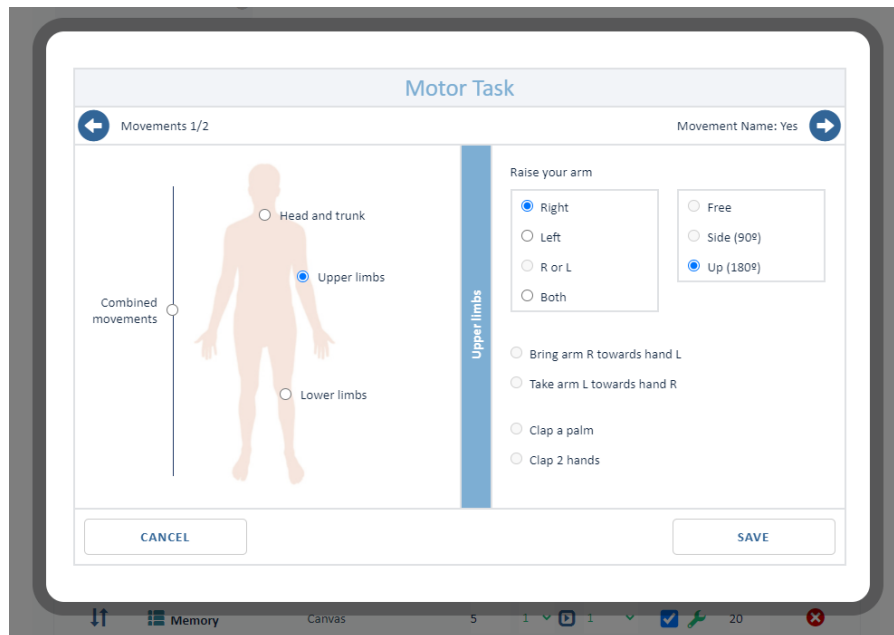 Motor Task
Movements 1/2
Movement Name: Yes
Head and trunk
Upper limbs
Combined
movements
Lower limbs
Upper limbs
Raise your arm
Right
Left
R or L
Both
Free
Side (90º)
Up (180º)
Bring arm R towards hand L
Take arm L towards hand R
Clap a palm
Clap 2 hands
CANCEL
SAVE
Memory Canvas 5 1 1 20